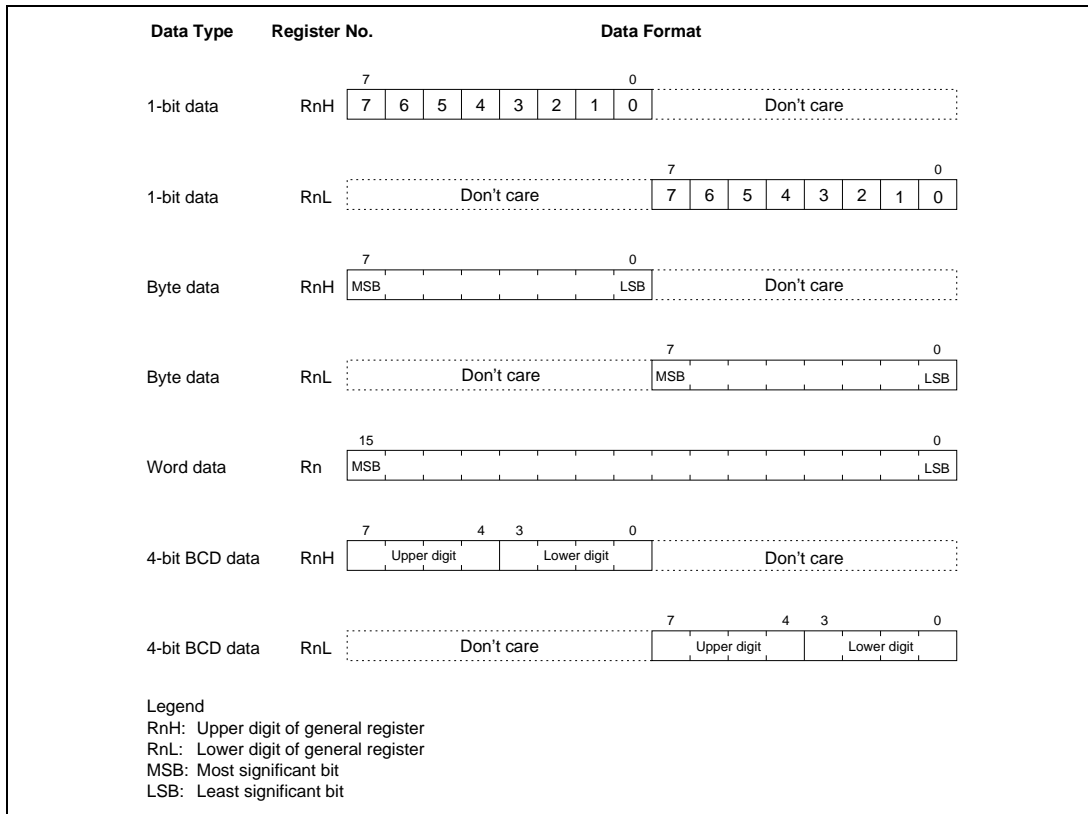 Data Type Register No. Data Format
7 0
1-bit data RnH 7 6 5 4 3 2 1 0 Don't care
7 0
1-bit data RnL Don't care 7 6 5 4 3 2 1 0
7 0
Byte data RnH MSB LSB Don't care
7 0
Byte data RnL Don't care MSB LSB
15 0
Word data Rn MSB LSB
7 4 3 0
4-bit BCD data RnH Upper digit Lower digit Don't care
7 4 3 0
4-bit BCD data RnL Don't care Upper digit Lower digit
Legend
RnH: Upper digit of general register
RnL: Lower digit of general register
MSB: Most significant bit
LSB: Least significant bit